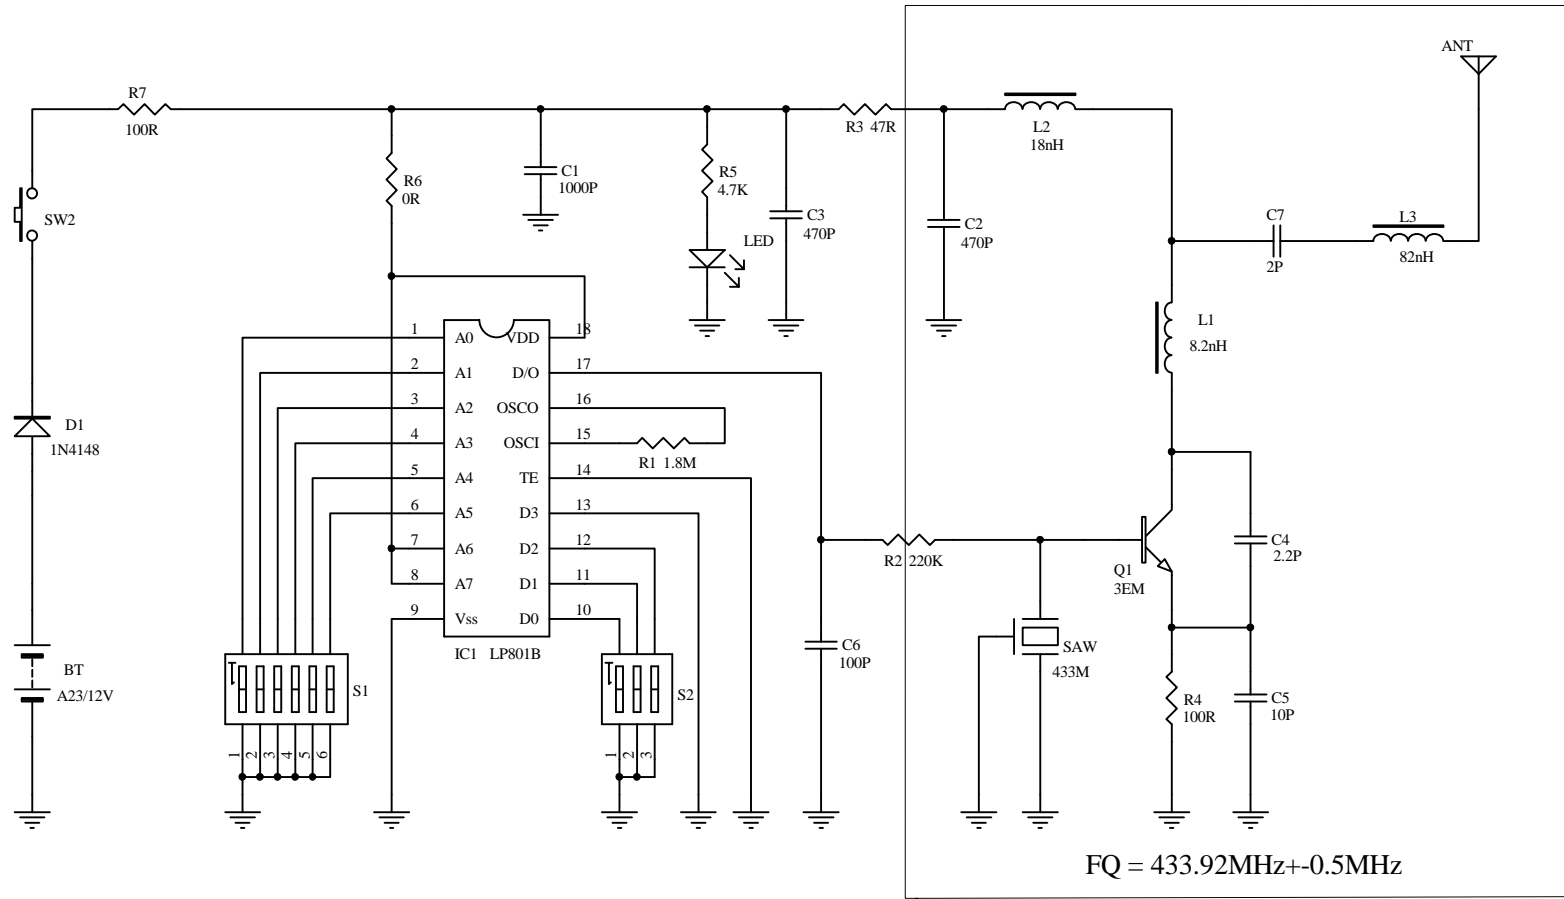 ANT
R7
100R
R3 47R
L2
18nH
R6
0R
C1
1000P
R5
4.7K
SW2
C3
470P
LED
C2
470P
C7
2P
L3
82nH
L1
8.2nH
1 A0 VDD 18
2 A1 D/O 17
3 A2 OSCO 16
4 A3 OSCI 15
R1 1.8M
5 A4 TE 14
6 A5 D3 13
7 A6 D2 12
8 A7 D1 11
9 Vss D0 10
IC1 LP801B
D1
1N4148
R2 220K
Q1
3EM
C4
2.2P
BT
A23/12V
S1
1 2 3 4 5 6
S2
1 2 3
C6
100P
SAW
433M
R4
100R
C5
10P
FQ = 433.92MHz+-0.5MHz